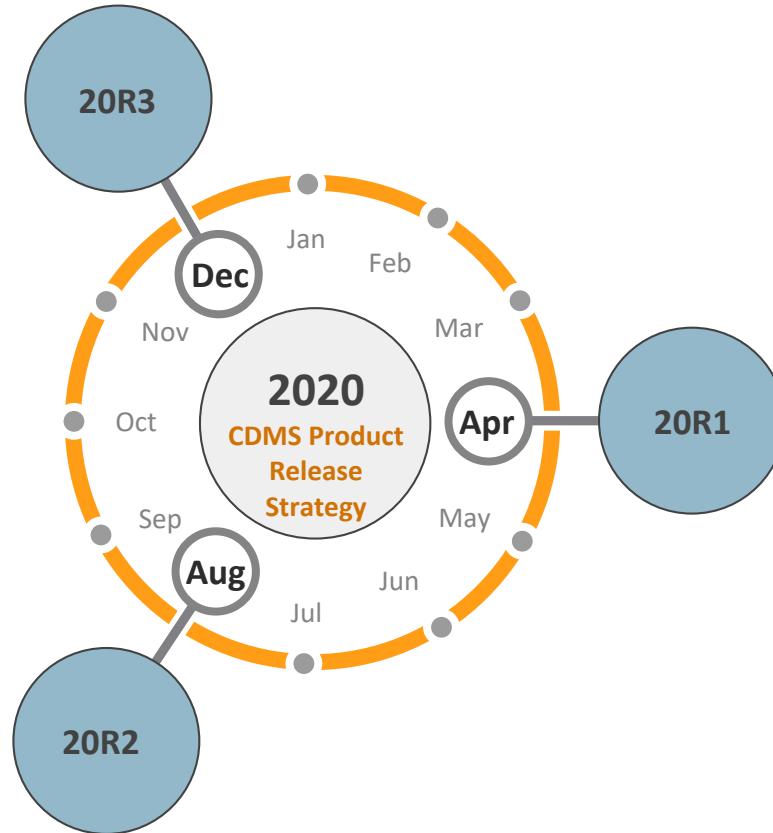 20R3
Jan
Feb
Dec
Mar
Nov
2020
CDMS Product
Release
Strategy
Oct
Apr
20R1
Sep
May
Aug
Jun
Jul
20R2